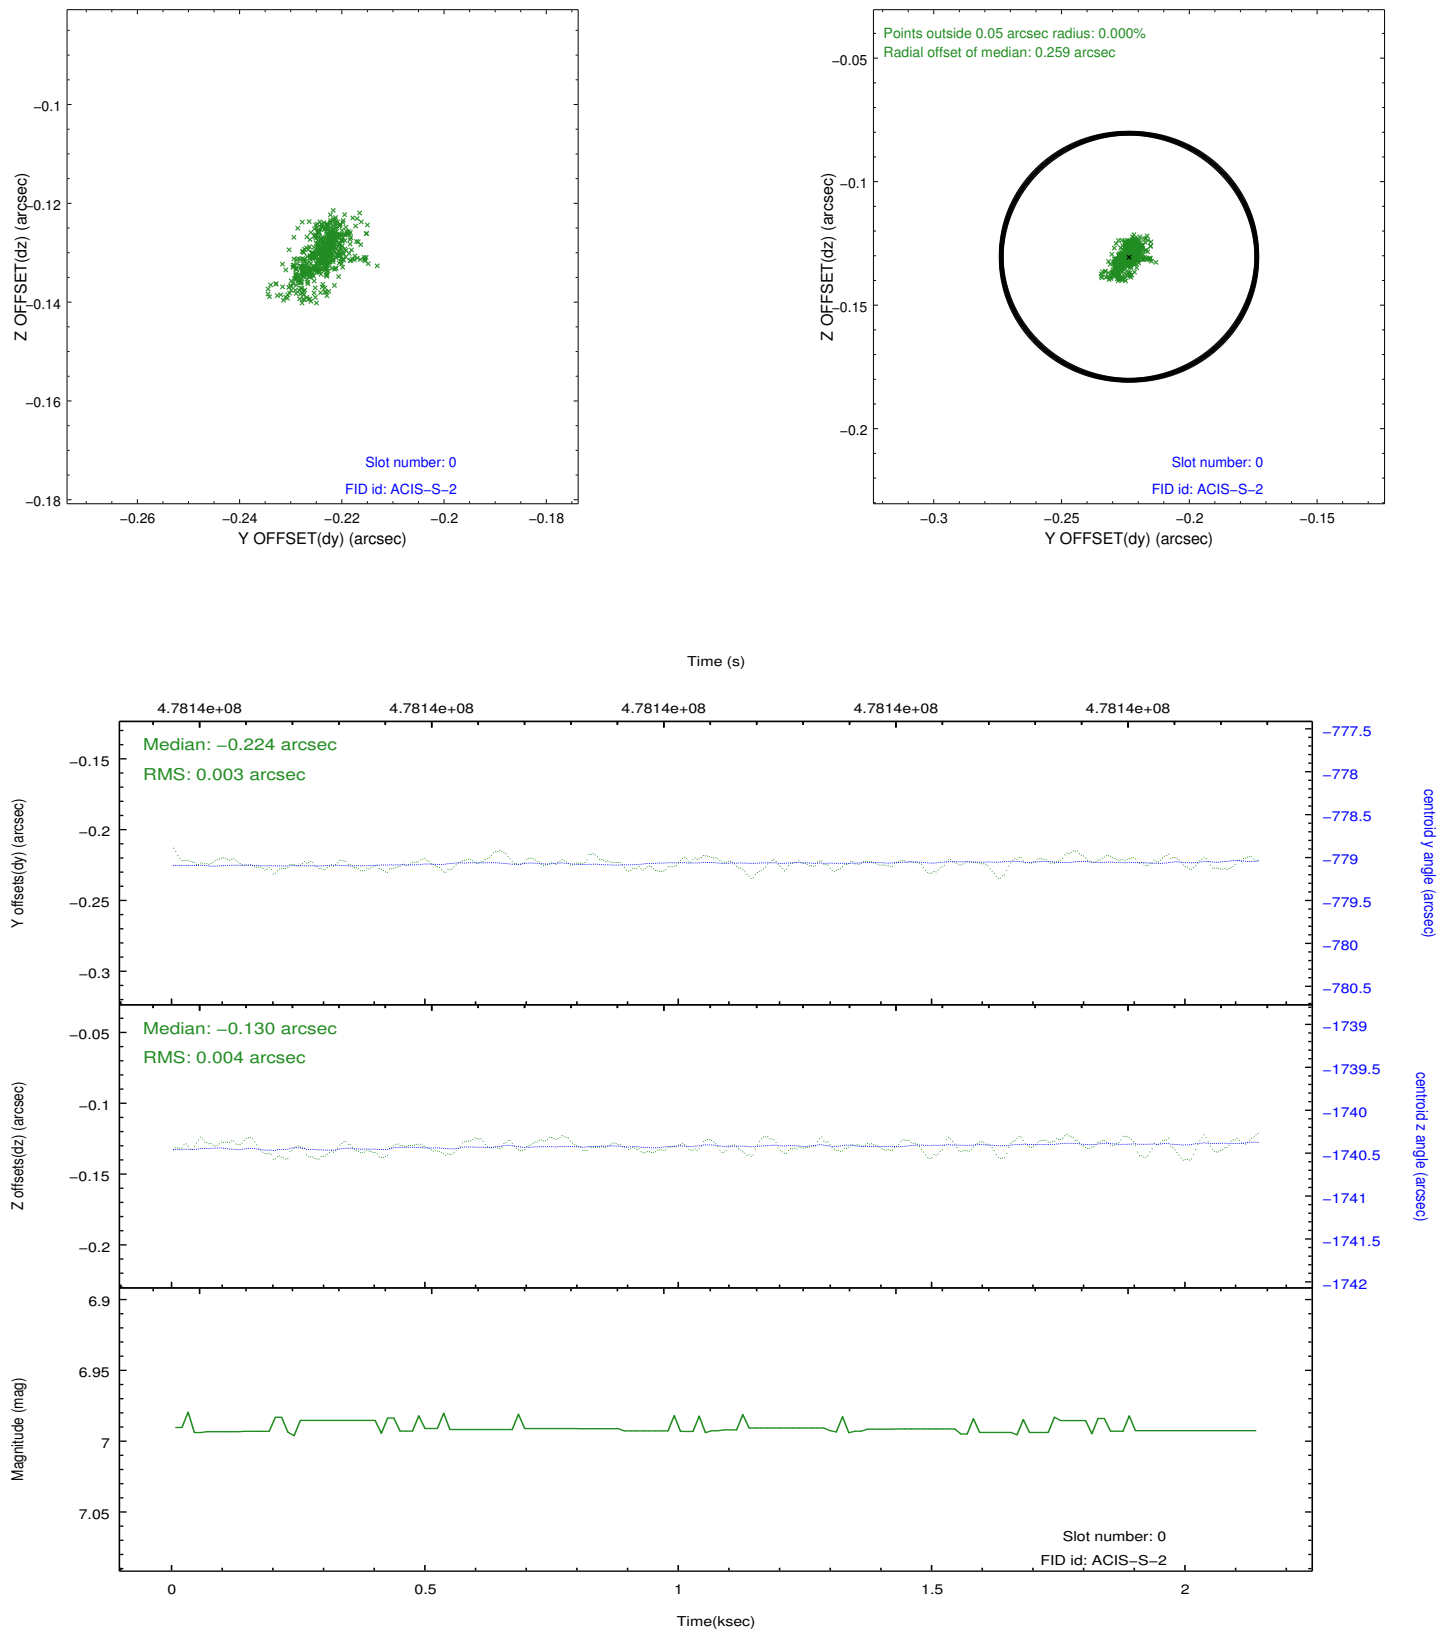 −0.1
−0.12
−0.14
−0.16
−0.18
Z OFFSET(dz) (arcsec)
Slot number: 0
FID id: ACIS−S−2
−0.26
−0.24
−0.22
−0.2
−0.18
Y OFFSET(dy) (arcsec)
Points outside 0.05 arcsec radius: 0.000%
Radial offset of median: 0.259 arcsec
−0.05
−0.1
−0.15
−0.2
Z OFFSET(dz) (arcsec)
Slot number: 0
FID id: ACIS−S−2
−0.3
−0.25
−0.2
−0.15
Y OFFSET(dy) (arcsec)
Time (s)
4.7814e+08
4.7814e+08
4.7814e+08
4.7814e+08
4.7814e+08
Median: −0.224 arcsec
RMS: 0.003 arcsec
−0.15
−0.2
−0.25
−0.3
Y offsets(dy) (arcsec)
−777.5
−778
−778.5
−779
−779.5
−780
−780.5
centroid y angle (arcsec)
Median: −0.130 arcsec
RMS: 0.004 arcsec
−0.05
−0.1
−0.15
−0.2
Z offsets(dz) (arcsec)
−1739
−1739.5
−1740
−1740.5
−1741
−1741.5
−1742
centroid z angle (arcsec)
6.9
6.95
7
7.05
Magnitude (mag)
Slot number: 0
FID id: ACIS−S−2
0
0.5
1
1.5
2
Time(ksec)